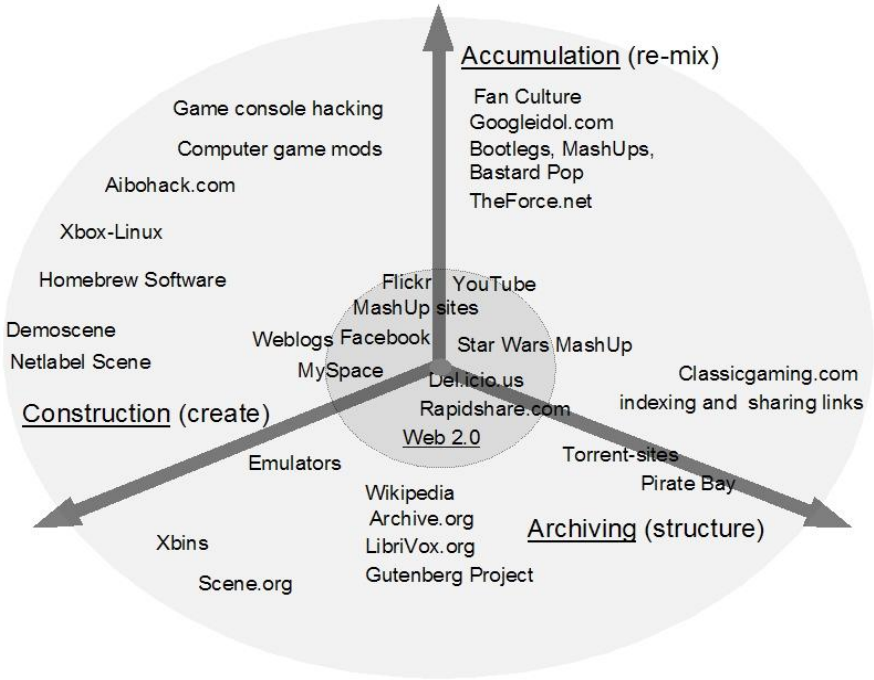 Accumulation (re-mix)
Fan Culture
Googleidol.com
Bootlegs, MashUps,
Bastard Pop
TheForce.net
Game console hacking
Computer game mods
Aibohack.com
Xbox-Linux
Homebrew Software
Demoscene
Netlabel Scene
Construction (create)
Flickr
YouTube
MashUp sites
Weblogs
Facebook
Star Wars MashUp
MySpace
Del.icio.us
Rapidshare.com
Web 2.0
Classicgaming.com
indexing and sharing links
Torrent-sites
Pirate Bay
Archiving (structure)
Emulators
Wikipedia
Archive.org
LibriVox.org
Gutenberg Project
Xbins
Scene.org